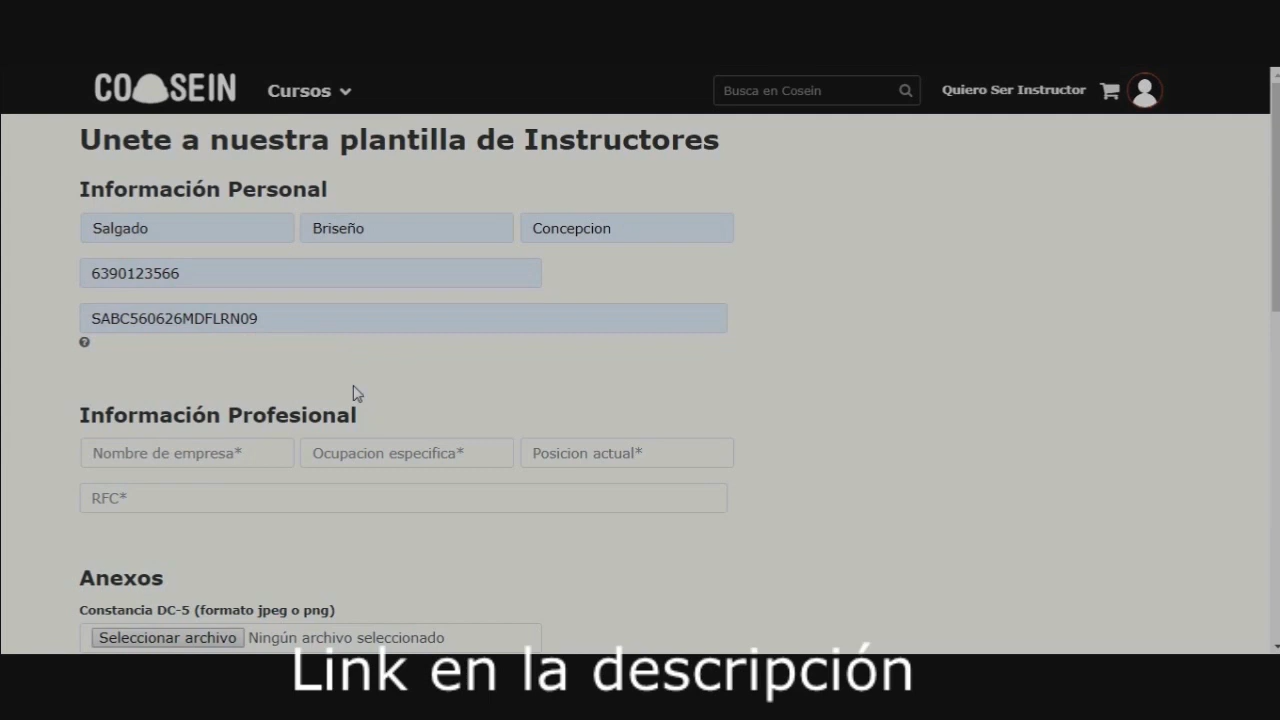 COSEIN Cursos Busca en Cosein Quiero Ser Instructor
Unete a nuestra plantilla de Instructores
Información Personal
Salgado Briseño Concepcion
6390123566
SABC560626MDFLRN09
Información Profesional
Nombre de empresa* Ocupacion especifica* Posicion actual*
RFC*
Anexos
Constancia DC-5 (formato jpeg o png)
Seleccionar archivo Ningún archivo seleccionado
Link en la descripción